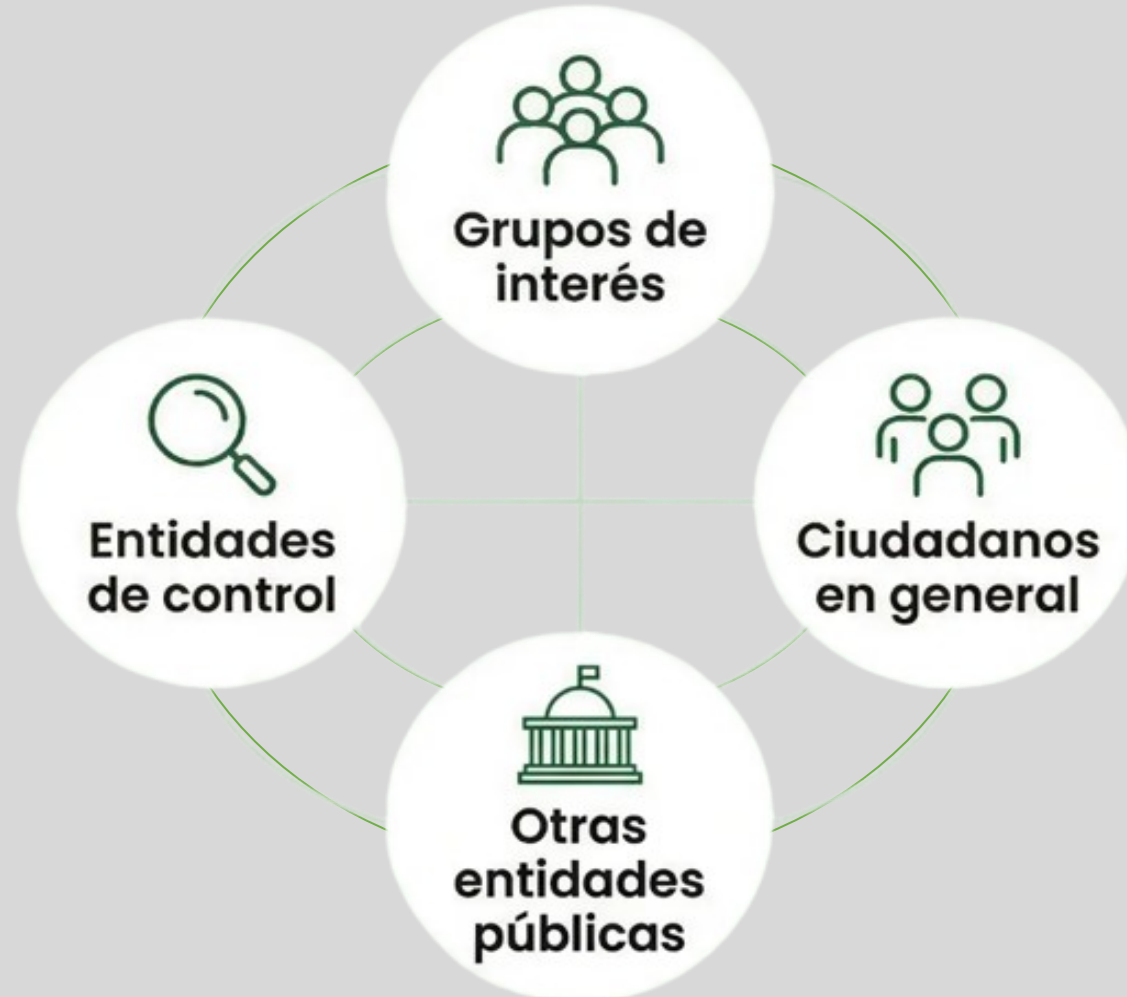 Grupos de
interés
Entidades
de control
Ciudadanos
en general
Otras
entidades
públicas